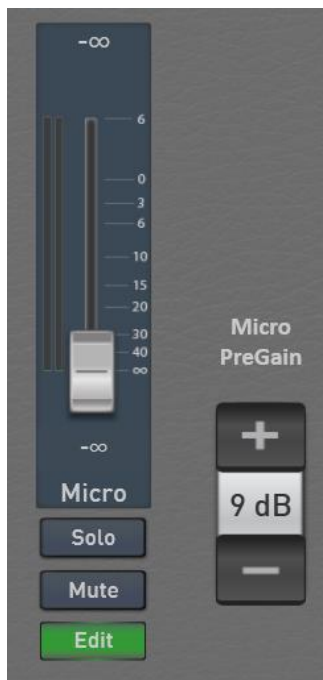 -∞
6
0
3
6
10
15
20
30
40
∞
-∞
Micro
Solo
Mute
Edit
Micro
PreGain
+
9 dB
−